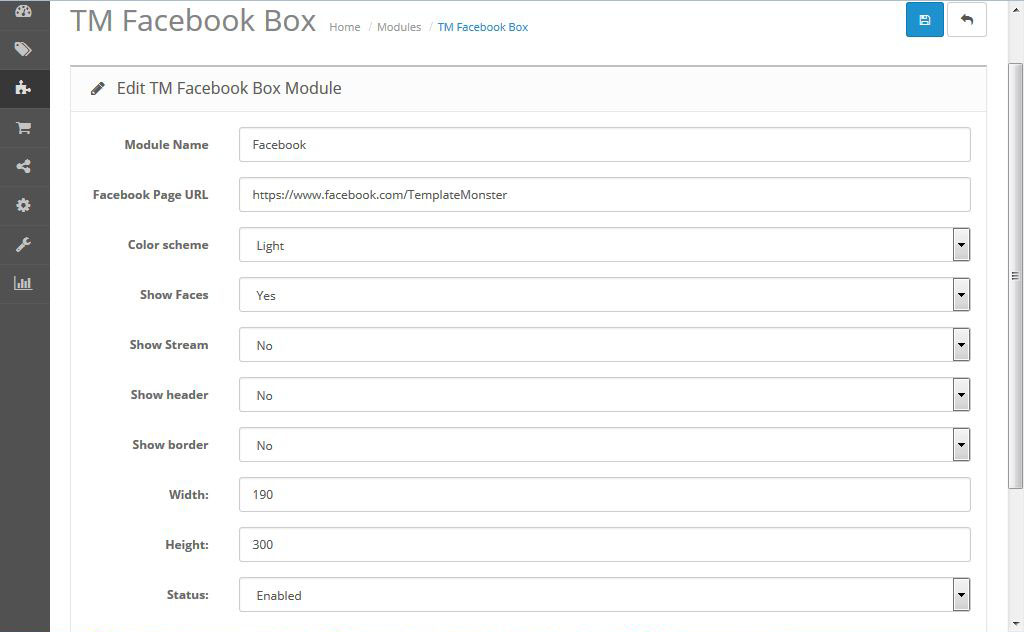 TM Facebook Box Home / Modules / TM Facebook Box
Edit TM Facebook Box Module
Module Name Facebook
Facebook Page URL https://www.facebook.com/TemplateMonster
Color scheme Light
Show Faces Yes
Show Stream No
Show header No
Show border No
Width: 190
Height: 300
Status: Enabled